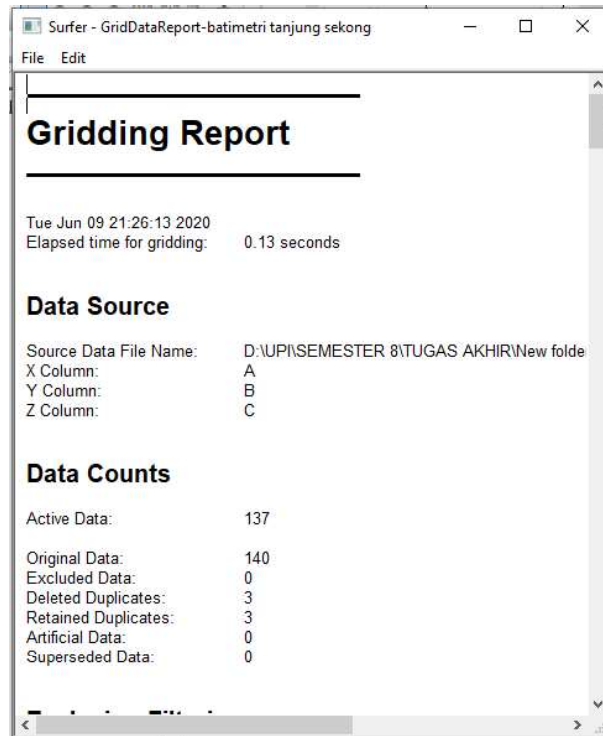 Surfer - GridDataReport-batimetri tanjung sekong
File Edit
Gridding Report
Tue Jun 09 21:26:13 2020
Elapsed time for gridding: 0.13 seconds
Data Source
Source Data File Name: D:\UPI\SEMESTER 8\TUGAS AKHIR\New folde
X Column: A
Y Column: B
Z Column: C
Data Counts
Active Data: 137
Original Data: 140
Excluded Data: 0
Deleted Duplicates: 3
Retained Duplicates: 3
Artificial Data: 0
Superseded Data: 0